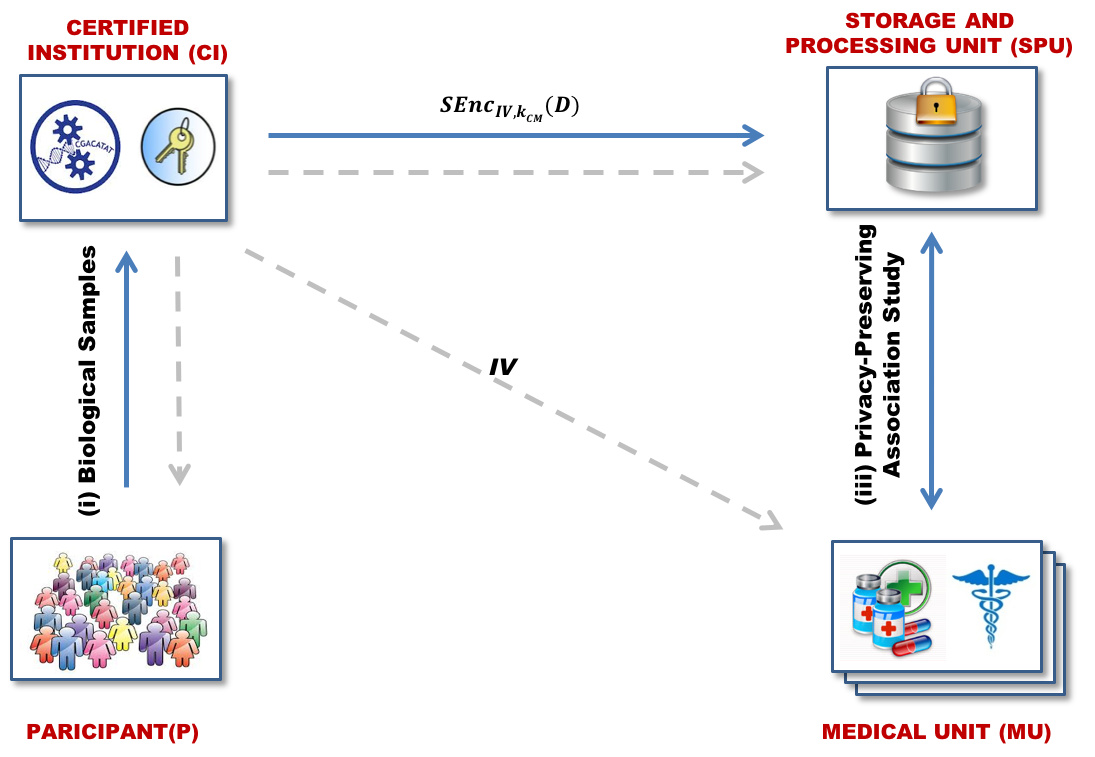 CERTIFIED
INSTITUTION (CI)
STORAGE AND
PROCESSING UNIT (SPU)
SEnc_{IV,k_{CM}}(D)
CGACATAT
(i) Biological Samples
IV
(iii) Privacy-Preserving
Association Study
PARICIPANT(P)
MEDICAL UNIT (MU)